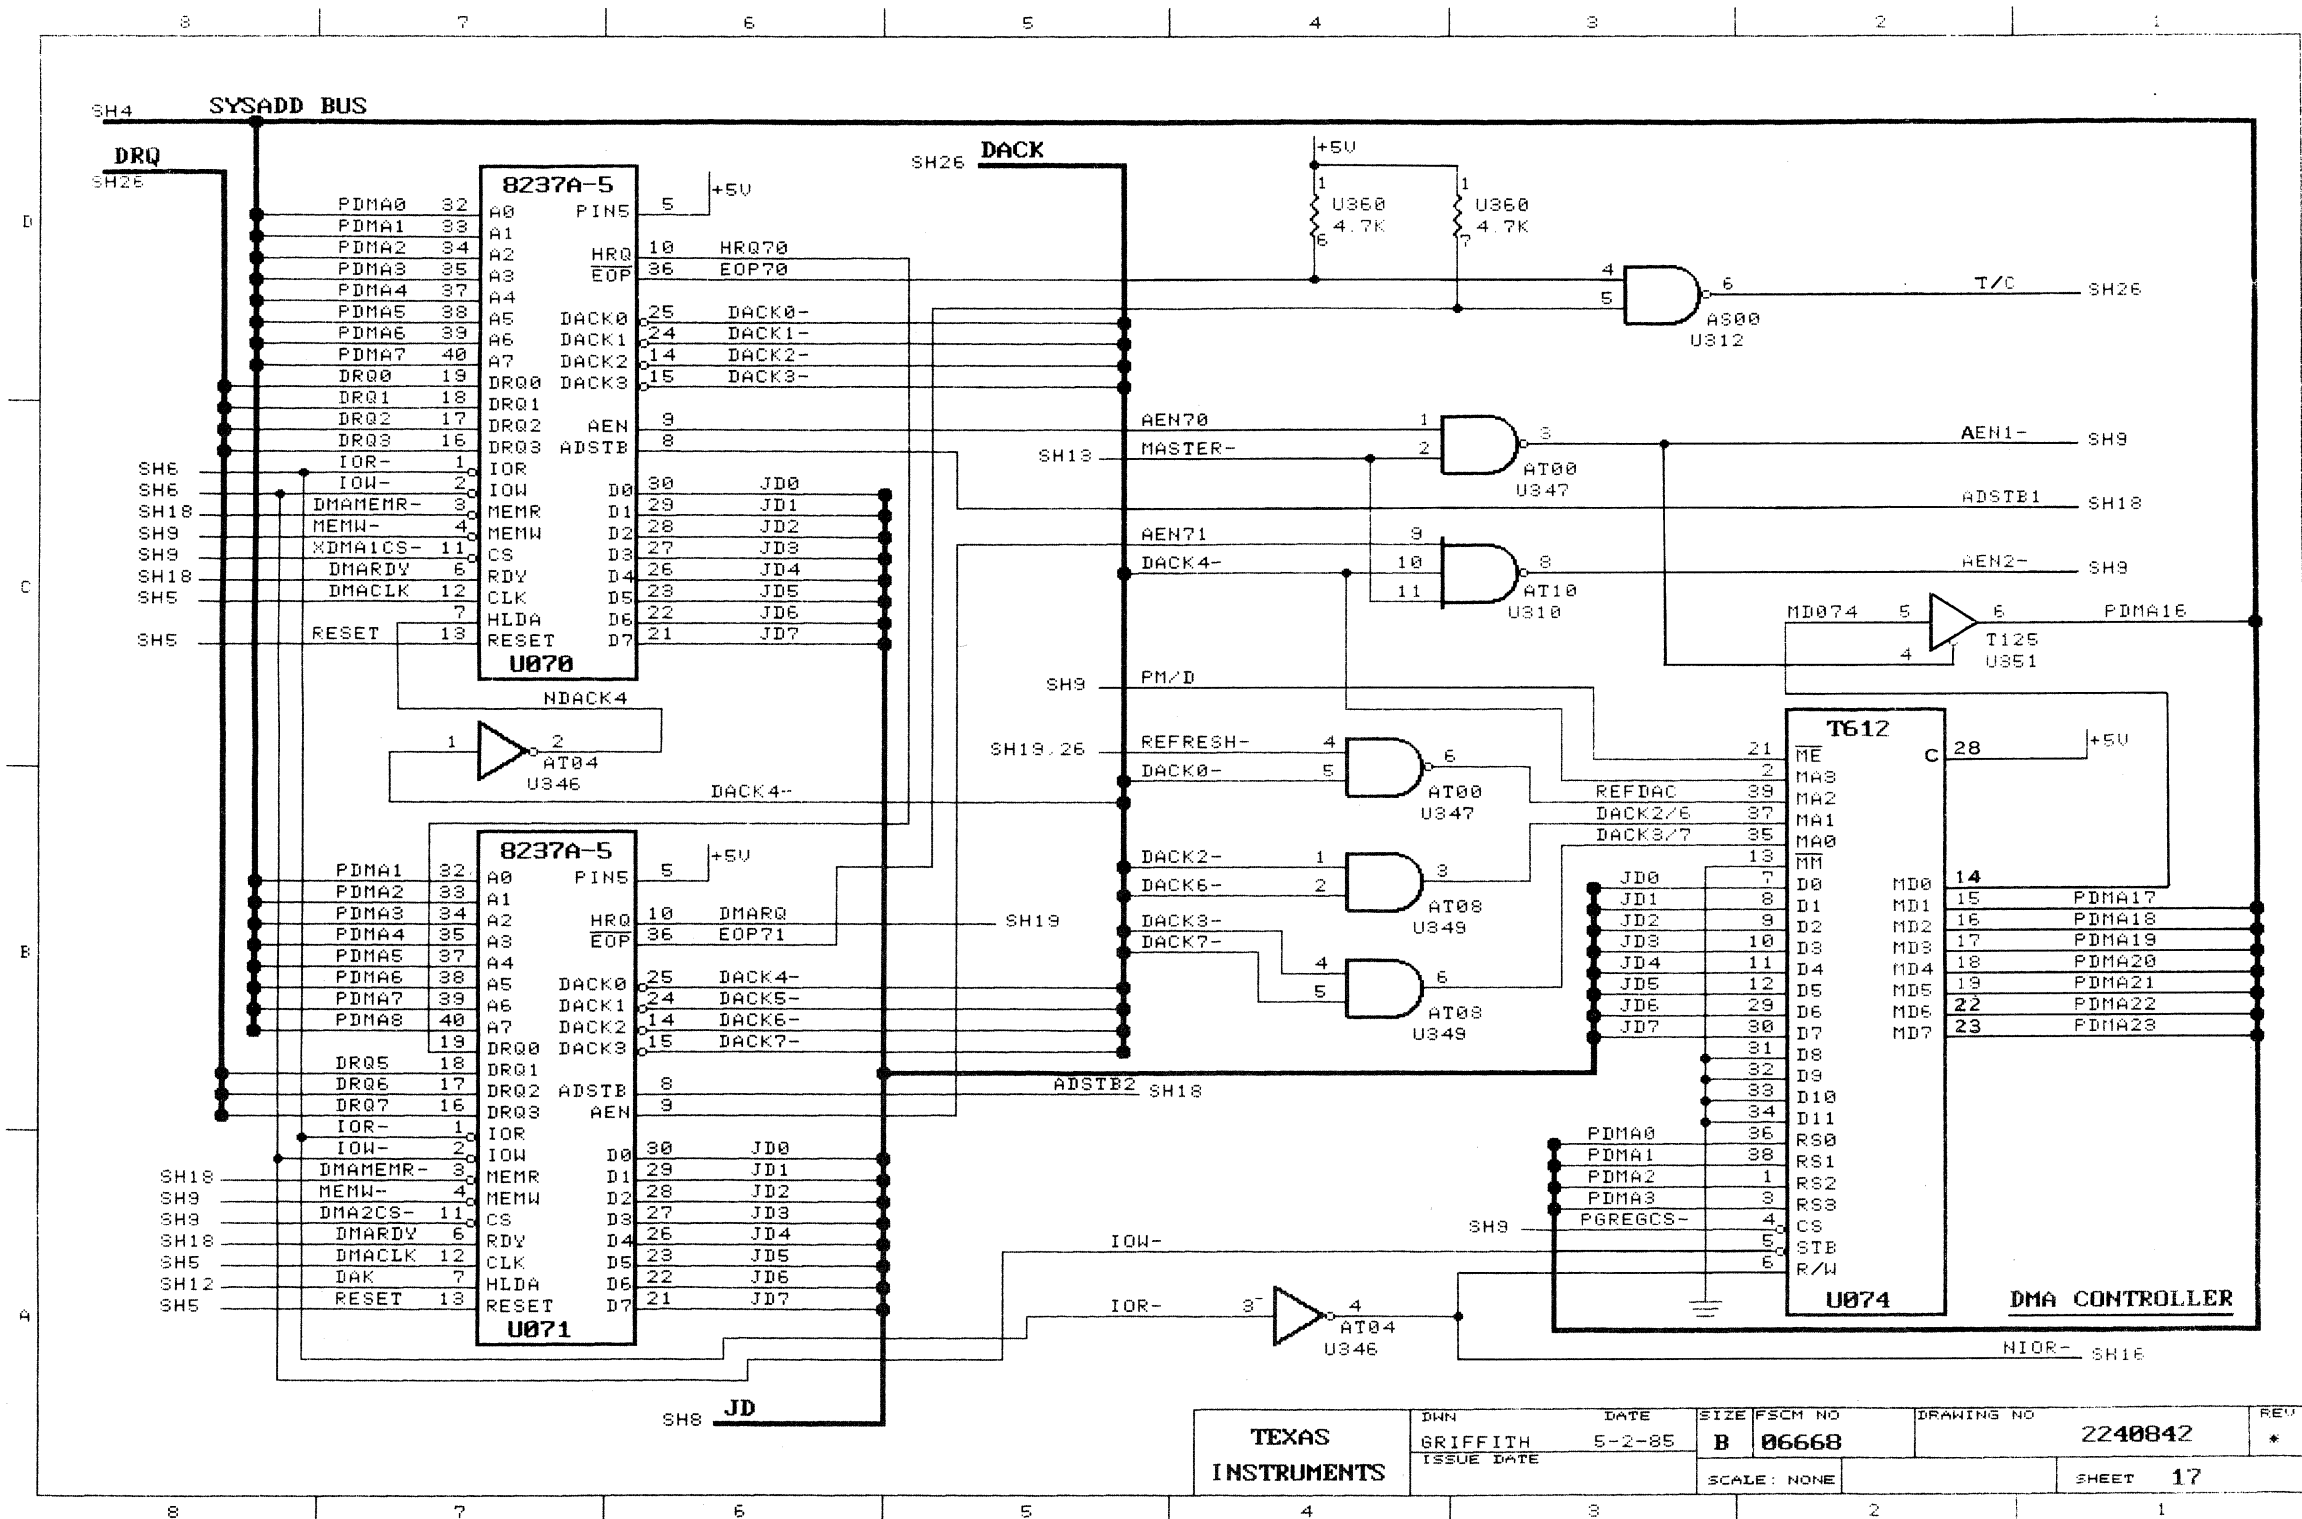 8 7 6 5 4 3 2 1
SH4 SYSADD BUS
DRQ
SH26
SH26 DACK
+5V
8237A-5
+5V
PDMA0 32 A0 PIN5 5
PDMA1 33 A1
PDMA2 34 A2 HRQ 10 HRQ70
PDMA3 35 A3 EOP 36 EOP70
PDMA4 37 A4
PDMA5 38 A5 DACK0 25 DACK0-
PDMA6 39 A6 DACK1 24 DACK1-
PDMA7 40 A7 DACK2 14 DACK2-
DRQ0 19 DRQ0 DACK3 15 DACK3-
DRQ1 18 DRQ1
DRQ2 17 DRQ2 AEN 9
DRQ3 16 DRQ3 ADSTB 8
SH6 IOR- 1 IOR
SH6 IOW- 2 IOW D0 30 JD0
SH18 DMAMEMR- 3 MEMR D1 29 JD1
SH9 MEMW- 4 MEMW D2 28 JD2
SH9 XDMA1CS- 11 CS D3 27 JD3
SH18 DMARDY 6 RDY D4 26 JD4
SH5 DMACLK 12 CLK D5 23 JD5
7 HLDA D6 22 JD6
SH5 RESET 13 RESET D7 21 JD7
U070
NDACK4
1 2
AT04
U346
DACK4-
1 U360 4.7K 6
1 U360 4.7K 7
4 5 6 T/C SH26
AS00
U312
AEN70 1
SH13 MASTER- 2
3 AEN1- SH9
AT00
U347
ADSTB1 SH18
AEN71 9
DACK4- 10
11
8 AEN2- SH9
AT10
U310
MD074 5 6 PDMA16
4 T125
U351
SH9 PM/D
SH19,26 REFRESH- 4
DACK0- 5
6
AT00
U347
DACK2- 1
DACK6- 2
3
AT08
U349
DACK3-
DACK7-
4 5 6
AT08
U349
8237A-5
+5V
PDMA1 32 A0 PIN5 5
PDMA2 33 A1
PDMA3 34 A2 HRQ 10 DMARQ SH19
PDMA4 35 A3 EOP 36 EOP71
PDMA5 37 A4
PDMA6 38 A5 DACK0 25 DACK4-
PDMA7 39 A6 DACK1 24 DACK5-
PDMA8 40 A7 DACK2 14 DACK6-
19 DRQ0 DACK3 15 DACK7-
DRQ5 18 DRQ1
DRQ6 17 DRQ2 ADSTB 8 ADSTB2 SH18
DRQ7 16 DRQ3 AEN 9
IOR- 1 IOR
IOW- 2 IOW D0 30 JD0
SH18 DMAMEMR- 3 MEMR D1 29 JD1
SH9 MEMW- 4 MEMW D2 28 JD2
SH9 DMA2CS- 11 CS D3 27 JD3
SH18 DMARDY 6 RDY D4 26 JD4
SH5 DMACLK 12 CLK D5 23 JD5
SH12 DAK 7 HLDA D6 22 JD6
SH5 RESET 13 RESET D7 21 JD7
U071
SH8 JD
T612
21 ME C 28 +5V
2 MA3
REFDAC 39 MA2
DACK2/6 37 MA1
DACK3/7 35 MA0
13 MM
JD0 7 D0 MD0 14
JD1 8 D1 MD1 15 PDMA17
JD2 9 D2 MD2 16 PDMA18
JD3 10 D3 MD3 17 PDMA19
JD4 11 D4 MD4 18 PDMA20
JD5 12 D5 MD5 19 PDMA21
JD6 29 D6 MD6 22 PDMA22
JD7 30 D7 MD7 23 PDMA23
31 D8
32 D9
33 D10
34 D11
PDMA0 36 RS0
PDMA1 38 RS1
PDMA2 1 RS2
PDMA3 3 RS3
SH9 PGREGCS- 4 CS
IOW- 5 STB
6 R/W
U074
DMA CONTROLLER
IOR- 3 4
AT04
U346
NIOR- SH16
D
C
B
A
D
C
B
A
TEXAS
INSTRUMENTS
DWN DATE
GRIFFITH 5-2-85
ISSUE DATE
SIZE FSCM NO DRAWING NO REV
B 06668 2240842 *
SCALE: NONE SHEET 17
8 7 6 5 4 3 2 1